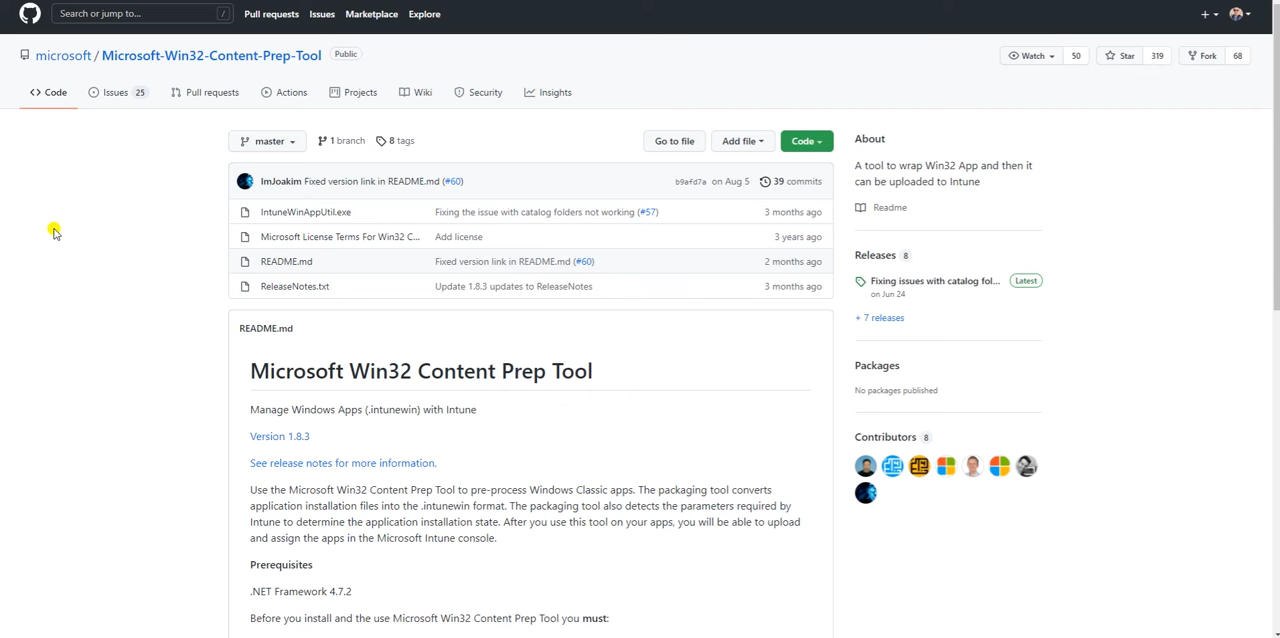 Search or jump to... / Pull requests Issues Marketplace Explore
microsoft / Microsoft-Win32-Content-Prep-Tool Public Watch 50 Star 319 Fork 68
Code Issues 25 Pull requests Actions Projects Wiki Security Insights
master 1 branch 8 tags Go to file Add file Code
ImJoakim Fixed version link in README.md (#60) b9afd7a on Aug 5 39 commits
IntuneWinAppUtil.exe Fixing the issue with catalog folders not working (#57) 3 months ago
Microsoft License Terms For Win32 C... Add license 3 years ago
README.md Fixed version link in README.md (#60) 2 months ago
ReleaseNotes.txt Update 1.8.3 updates to ReleaseNotes 3 months ago
README.md
Microsoft Win32 Content Prep Tool
Manage Windows Apps (.intunewin) with Intune
Version 1.8.3
See release notes for more information.
Use the Microsoft Win32 Content Prep Tool to pre-process Windows Classic apps. The packaging tool converts
application installation files into the .intunewin format. The packaging tool also detects the parameters required by
Intune to determine the application installation state. After you use this tool on your apps, you will be able to upload
and assign the apps in the Microsoft Intune console.
Prerequisites
.NET Framework 4.7.2
Before you install and the use Microsoft Win32 Content Prep Tool you must:
About
A tool to wrap Win32 App and then it
can be uploaded to Intune
Readme
Releases 8
Fixing issues with catalog fol... Latest
on Jun 24
+ 7 releases
Packages
No packages published
Contributors 8